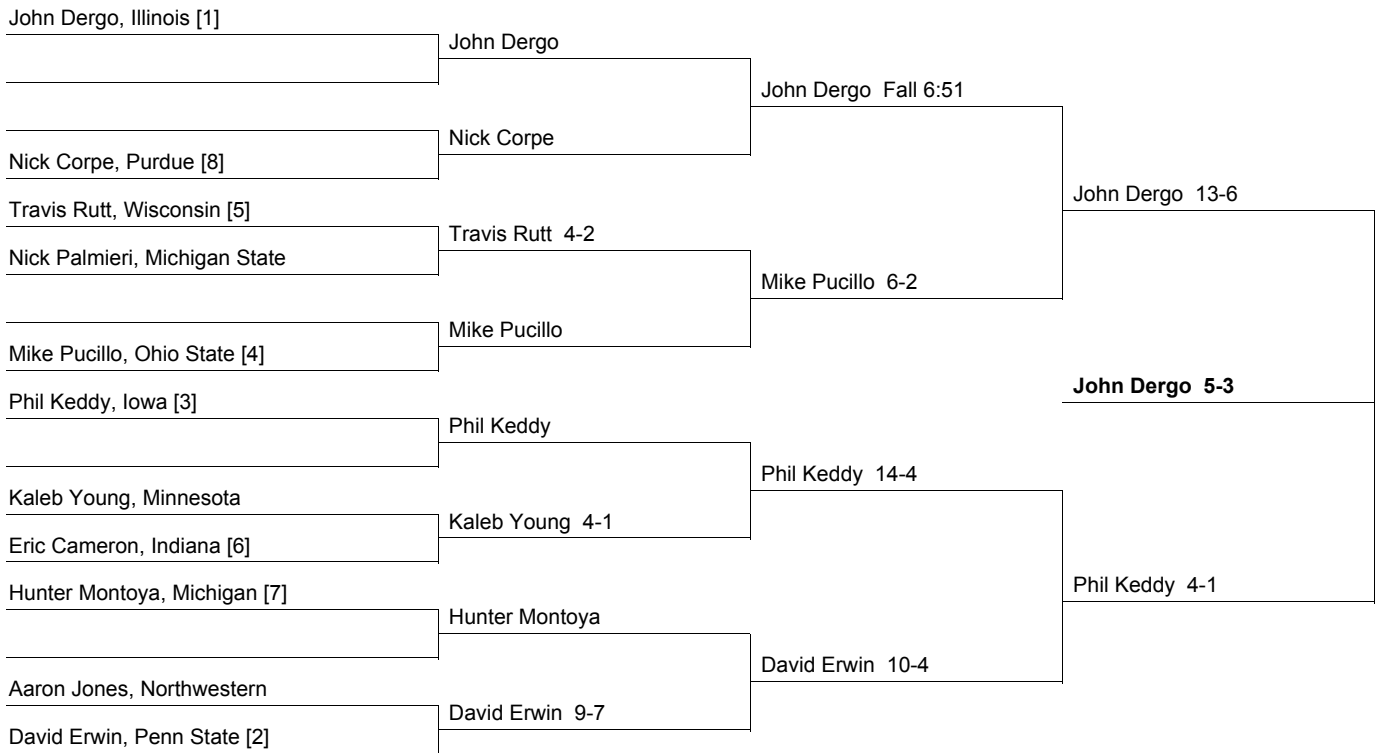 John Dergo, Illinois [1]
John Dergo
John Dergo  Fall 6:51
Nick Corpe
Nick Corpe, Purdue [8]
John Dergo  13-6
Travis Rutt, Wisconsin [5]
Travis Rutt  4-2
Nick Palmieri, Michigan State
Mike Pucillo  6-2
Mike Pucillo
Mike Pucillo, Ohio State [4]
John Dergo  5-3
Phil Keddy, Iowa [3]
Phil Keddy
Phil Keddy  14-4
Kaleb Young, Minnesota
Kaleb Young  4-1
Eric Cameron, Indiana [6]
Phil Keddy  4-1
Hunter Montoya, Michigan [7]
Hunter Montoya
David Erwin  10-4
Aaron Jones, Northwestern
David Erwin  9-7
David Erwin, Penn State [2]